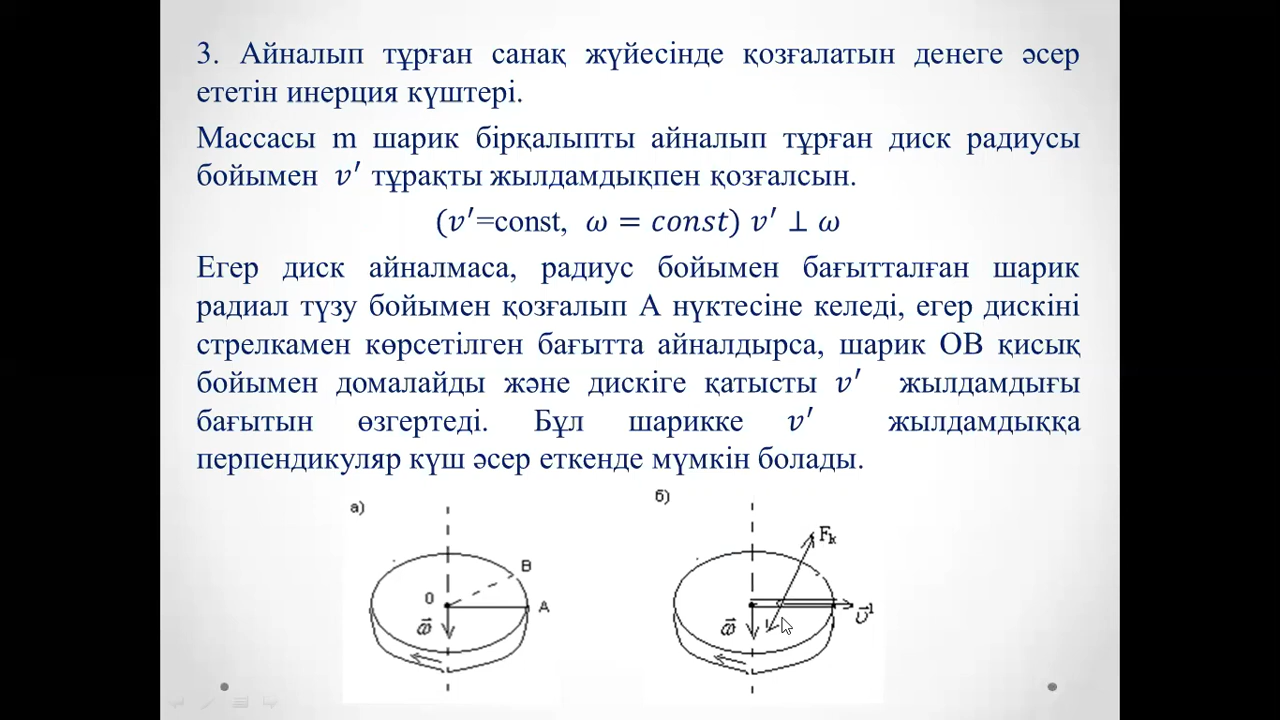 3. Айналып тұрған санақ жүйесінде қозғалатын денеге әсер
ететін инерция күштері.
Массасы m шарик бірқалыпты айналып тұрған диск радиусы
бойымен v′ тұрақты жылдамдықпен қозғалсын.
(v′=const, ω = const) v′ ⊥ ω
Егер диск айналмаса, радиус бойымен бағытталған шарик
радиал түзу бойымен қозғалып А нүктесіне келеді, егер дискіні
стрелкамен көрсетілген бағытта айналдырса, шарик ОВ қисық
бойымен домалайды және дискіге қатысты v′ жылдамдығы
бағытын өзгертеді. Бұл шарикке v′ жылдамдыққа
перпендикуляр күш әсер еткенде мүмкін болады.
а)
O
B
A
ω⃗
б)
Fk
ω⃗
υ⃗¹